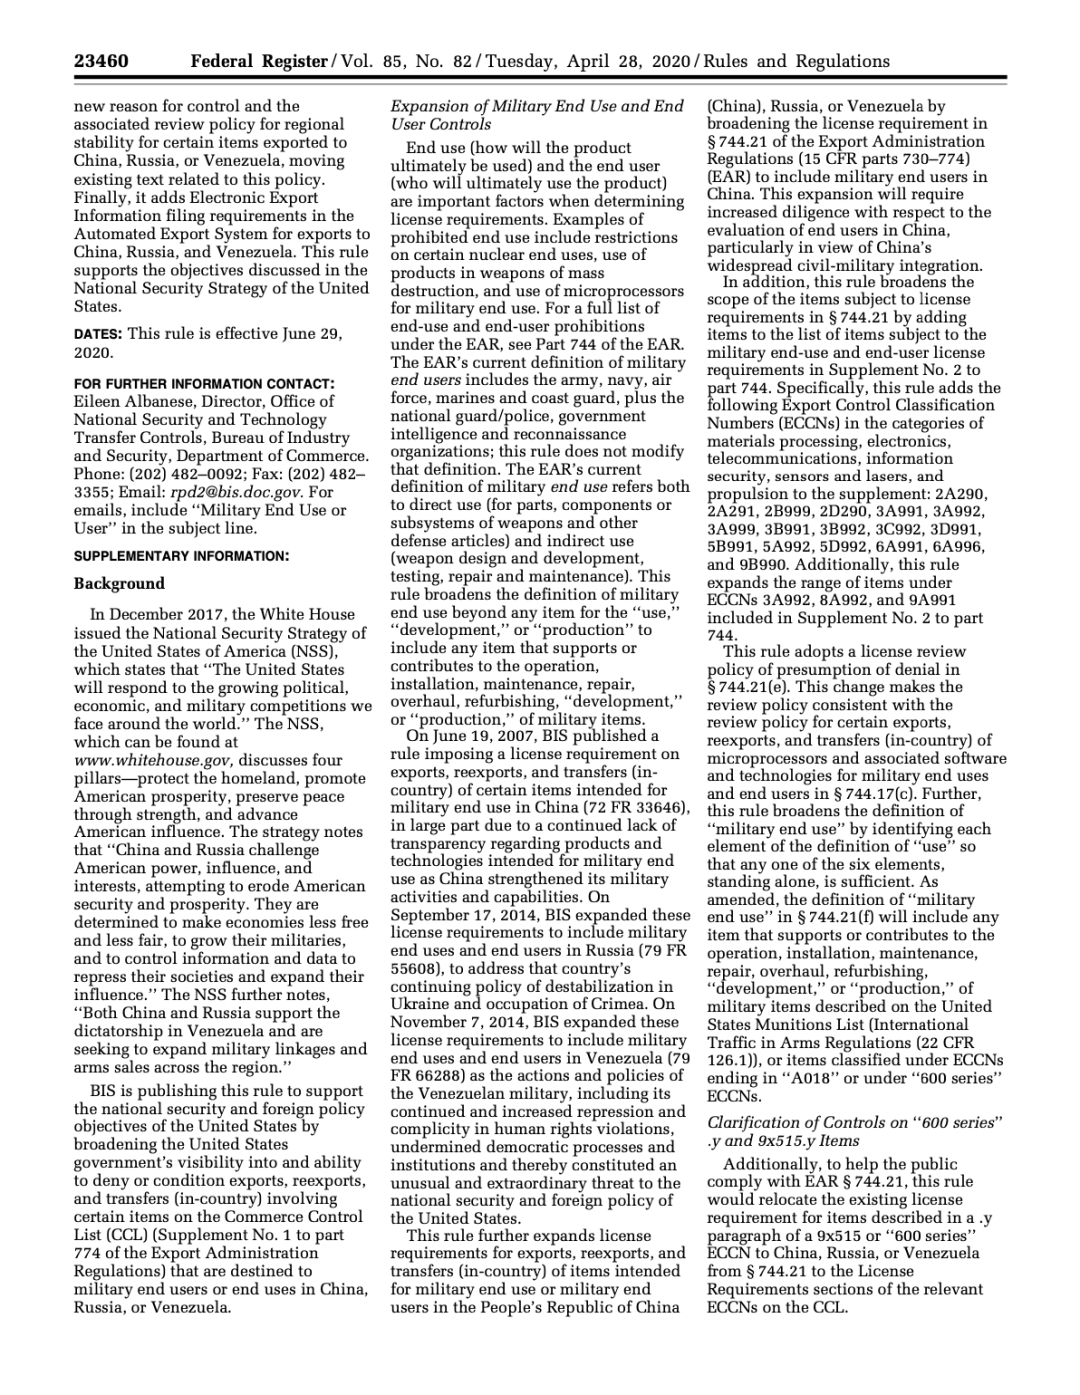 23460 Federal Register / Vol. 85, No. 82 / Tuesday, April 28, 2020 / Rules and Regulations
new reason for control and the
associated review policy for regional
stability for certain items exported to
China, Russia, or Venezuela, moving
existing text related to this policy.
Finally, it adds Electronic Export
Information filing requirements in the
Automated Export System for exports to
China, Russia, and Venezuela. This rule
supports the objectives discussed in the
National Security Strategy of the United
States.
DATES: This rule is effective June 29,
2020.
FOR FURTHER INFORMATION CONTACT:
Eileen Albanese, Director, Office of
National Security and Technology
Transfer Controls, Bureau of Industry
and Security, Department of Commerce.
Phone: (202) 482–0092; Fax: (202) 482–
3355; Email: rpd2@bis.doc.gov. For
emails, include ‘‘Military End Use or
User’’ in the subject line.
SUPPLEMENTARY INFORMATION:
Background
In December 2017, the White House
issued the National Security Strategy of
the United States of America (NSS),
which states that ‘‘The United States
will respond to the growing political,
economic, and military competitions we
face around the world.’’ The NSS,
which can be found at
www.whitehouse.gov, discusses four
pillars—protect the homeland, promote
American prosperity, preserve peace
through strength, and advance
American influence. The strategy notes
that ‘‘China and Russia challenge
American power, influence, and
interests, attempting to erode American
security and prosperity. They are
determined to make economies less free
and less fair, to grow their militaries,
and to control information and data to
repress their societies and expand their
influence.’’ The NSS further notes,
‘‘Both China and Russia support the
dictatorship in Venezuela and are
seeking to expand military linkages and
arms sales across the region.’’
BIS is publishing this rule to support
the national security and foreign policy
objectives of the United States by
broadening the United States
government’s visibility into and ability
to deny or condition exports, reexports,
and transfers (in-country) involving
certain items on the Commerce Control
List (CCL) (Supplement No. 1 to part
774 of the Export Administration
Regulations) that are destined to
military end users or end uses in China,
Russia, or Venezuela.
Expansion of Military End Use and End
User Controls
End use (how will the product
ultimately be used) and the end user
(who will ultimately use the product)
are important factors when determining
license requirements. Examples of
prohibited end use include restrictions
on certain nuclear end uses, use of
products in weapons of mass
destruction, and use of microprocessors
for military end use. For a full list of
end-use and end-user prohibitions
under the EAR, see Part 744 of the EAR.
The EAR’s current definition of military
end users includes the army, navy, air
force, marines and coast guard, plus the
national guard/police, government
intelligence and reconnaissance
organizations; this rule does not modify
that definition. The EAR’s current
definition of military end use refers both
to direct use (for parts, components or
subsystems of weapons and other
defense articles) and indirect use
(weapon design and development,
testing, repair and maintenance). This
rule broadens the definition of military
end use beyond any item for the ‘‘use,’’
‘‘development,’’ or ‘‘production’’ to
include any item that supports or
contributes to the operation,
installation, maintenance, repair,
overhaul, refurbishing, ‘‘development,’’
or ‘‘production,’’ of military items.
On June 19, 2007, BIS published a
rule imposing a license requirement on
exports, reexports, and transfers (in-
country) of certain items intended for
military end use in China (72 FR 33646),
in large part due to a continued lack of
transparency regarding products and
technologies intended for military end
use as China strengthened its military
activities and capabilities. On
September 17, 2014, BIS expanded these
license requirements to include military
end uses and end users in Russia (79 FR
55608), to address that country’s
continuing policy of destabilization in
Ukraine and occupation of Crimea. On
November 7, 2014, BIS expanded these
license requirements to include military
end uses and end users in Venezuela (79
FR 66288) as the actions and policies of
the Venezuelan military, including its
continued and increased repression and
complicity in human rights violations,
undermined democratic processes and
institutions and thereby constituted an
unusual and extraordinary threat to the
national security and foreign policy of
the United States.
This rule further expands license
requirements for exports, reexports, and
transfers (in-country) of items intended
for military end use or military end
users in the People’s Republic of China
(China), Russia, or Venezuela by
broadening the license requirement in
§ 744.21 of the Export Administration
Regulations (15 CFR parts 730–774)
(EAR) to include military end users in
China. This expansion will require
increased diligence with respect to the
evaluation of end users in China,
particularly in view of China’s
widespread civil-military integration.
In addition, this rule broadens the
scope of the items subject to license
requirements in § 744.21 by adding
items to the list of items subject to the
military end-use and end-user license
requirements in Supplement No. 2 to
part 744. Specifically, this rule adds the
following Export Control Classification
Numbers (ECCNs) in the categories of
materials processing, electronics,
telecommunications, information
security, sensors and lasers, and
propulsion to the supplement: 2A290,
2A291, 2B999, 2D290, 3A991, 3A992,
3A999, 3B991, 3B992, 3C992, 3D991,
5B991, 5A992, 5D992, 6A991, 6A996,
and 9B990. Additionally, this rule
expands the range of items under
ECCNs 3A992, 8A992, and 9A991
included in Supplement No. 2 to part
744.
This rule adopts a license review
policy of presumption of denial in
§ 744.21(e). This change makes the
review policy consistent with the
review policy for certain exports,
reexports, and transfers (in-country) of
microprocessors and associated software
and technologies for military end uses
and end users in § 744.17(c). Further,
this rule broadens the definition of
‘‘military end use’’ by identifying each
element of the definition of ‘‘use’’ so
that any one of the six elements,
standing alone, is sufficient. As
amended, the definition of ‘‘military
end use’’ in § 744.21(f) will include any
item that supports or contributes to the
operation, installation, maintenance,
repair, overhaul, refurbishing,
‘‘development,’’ or ‘‘production,’’ of
military items described on the United
States Munitions List (International
Traffic in Arms Regulations (22 CFR
126.1)), or items classified under ECCNs
ending in ‘‘A018’’ or under ‘‘600 series’’
ECCNs.
Clarification of Controls on ‘‘600 series’’
.y and 9x515.y Items
Additionally, to help the public
comply with EAR § 744.21, this rule
would relocate the existing license
requirement for items described in a .y
paragraph of a 9x515 or ‘‘600 series’’
ECCN to China, Russia, or Venezuela
from § 744.21 to the License
Requirements sections of the relevant
ECCNs on the CCL.